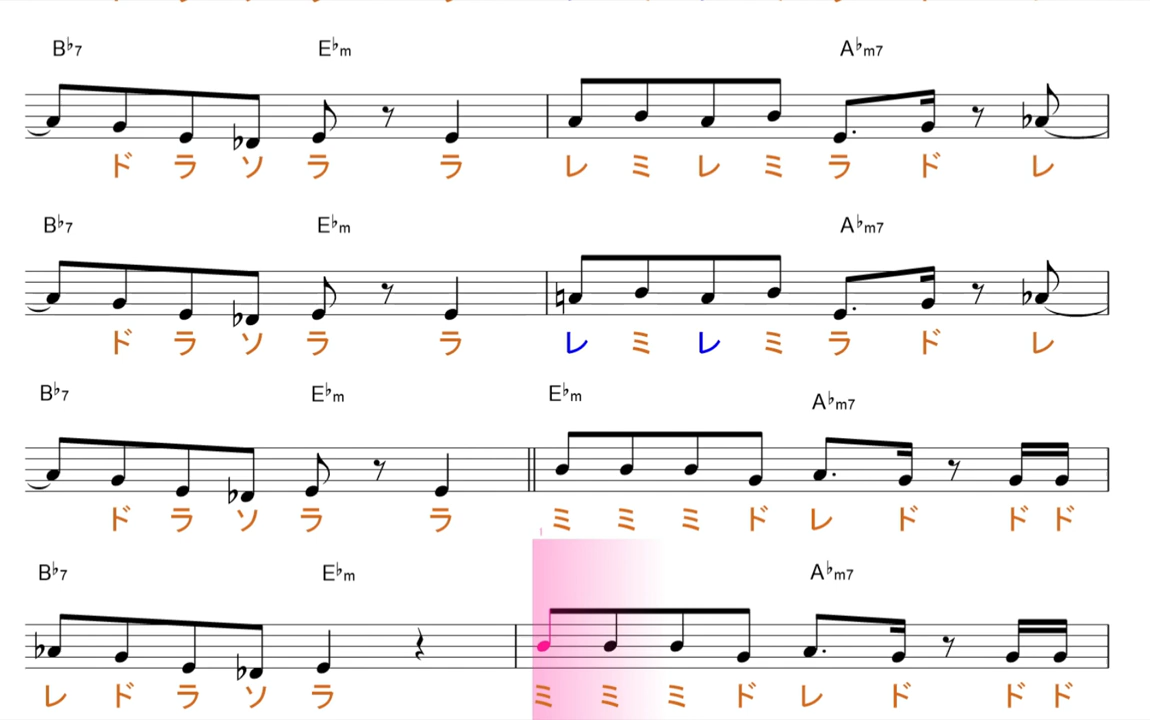 B♭7 E♭m A♭m7
ド ラ ソ ラ ラ レ ミ レ ミ ラ ド レ
B♭7 E♭m A♭m7
ド ラ ソ ラ ラ レ ミ レ ミ ラ ド レ
B♭7 E♭m E♭m A♭m7
ド ラ ソ ラ ラ ミ ミ ミ ド レ ド ド ド
B♭7 E♭m A♭m7
レ ド ラ ソ ラ ミ ミ ミ ド レ ド ド ド